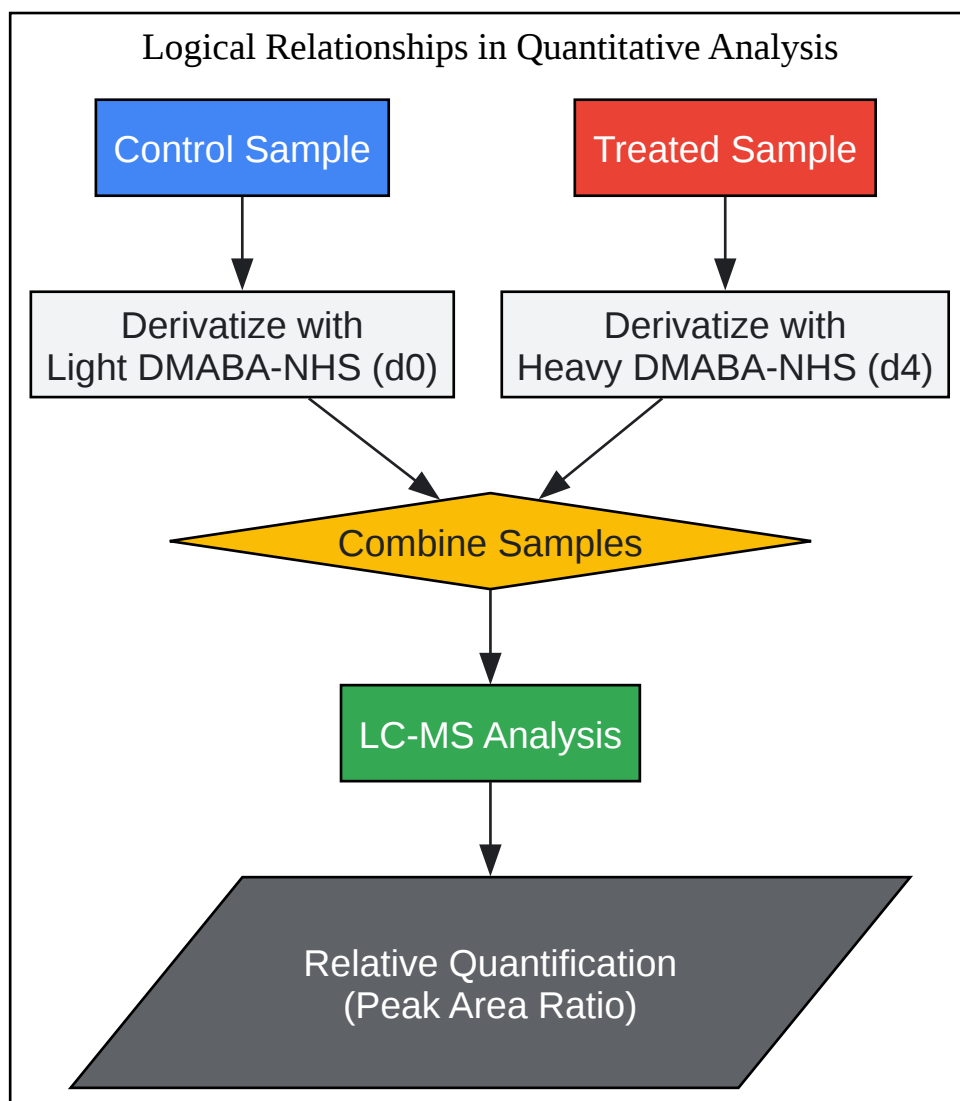 Logical Relationships in Quantitative Analysis
Control Sample
Treated Sample
Derivatize with
Light DMABA-NHS (d0)
Derivatize with
Heavy DMABA-NHS (d4)
Combine Samples
LC-MS Analysis
Relative Quantification
(Peak Area Ratio)